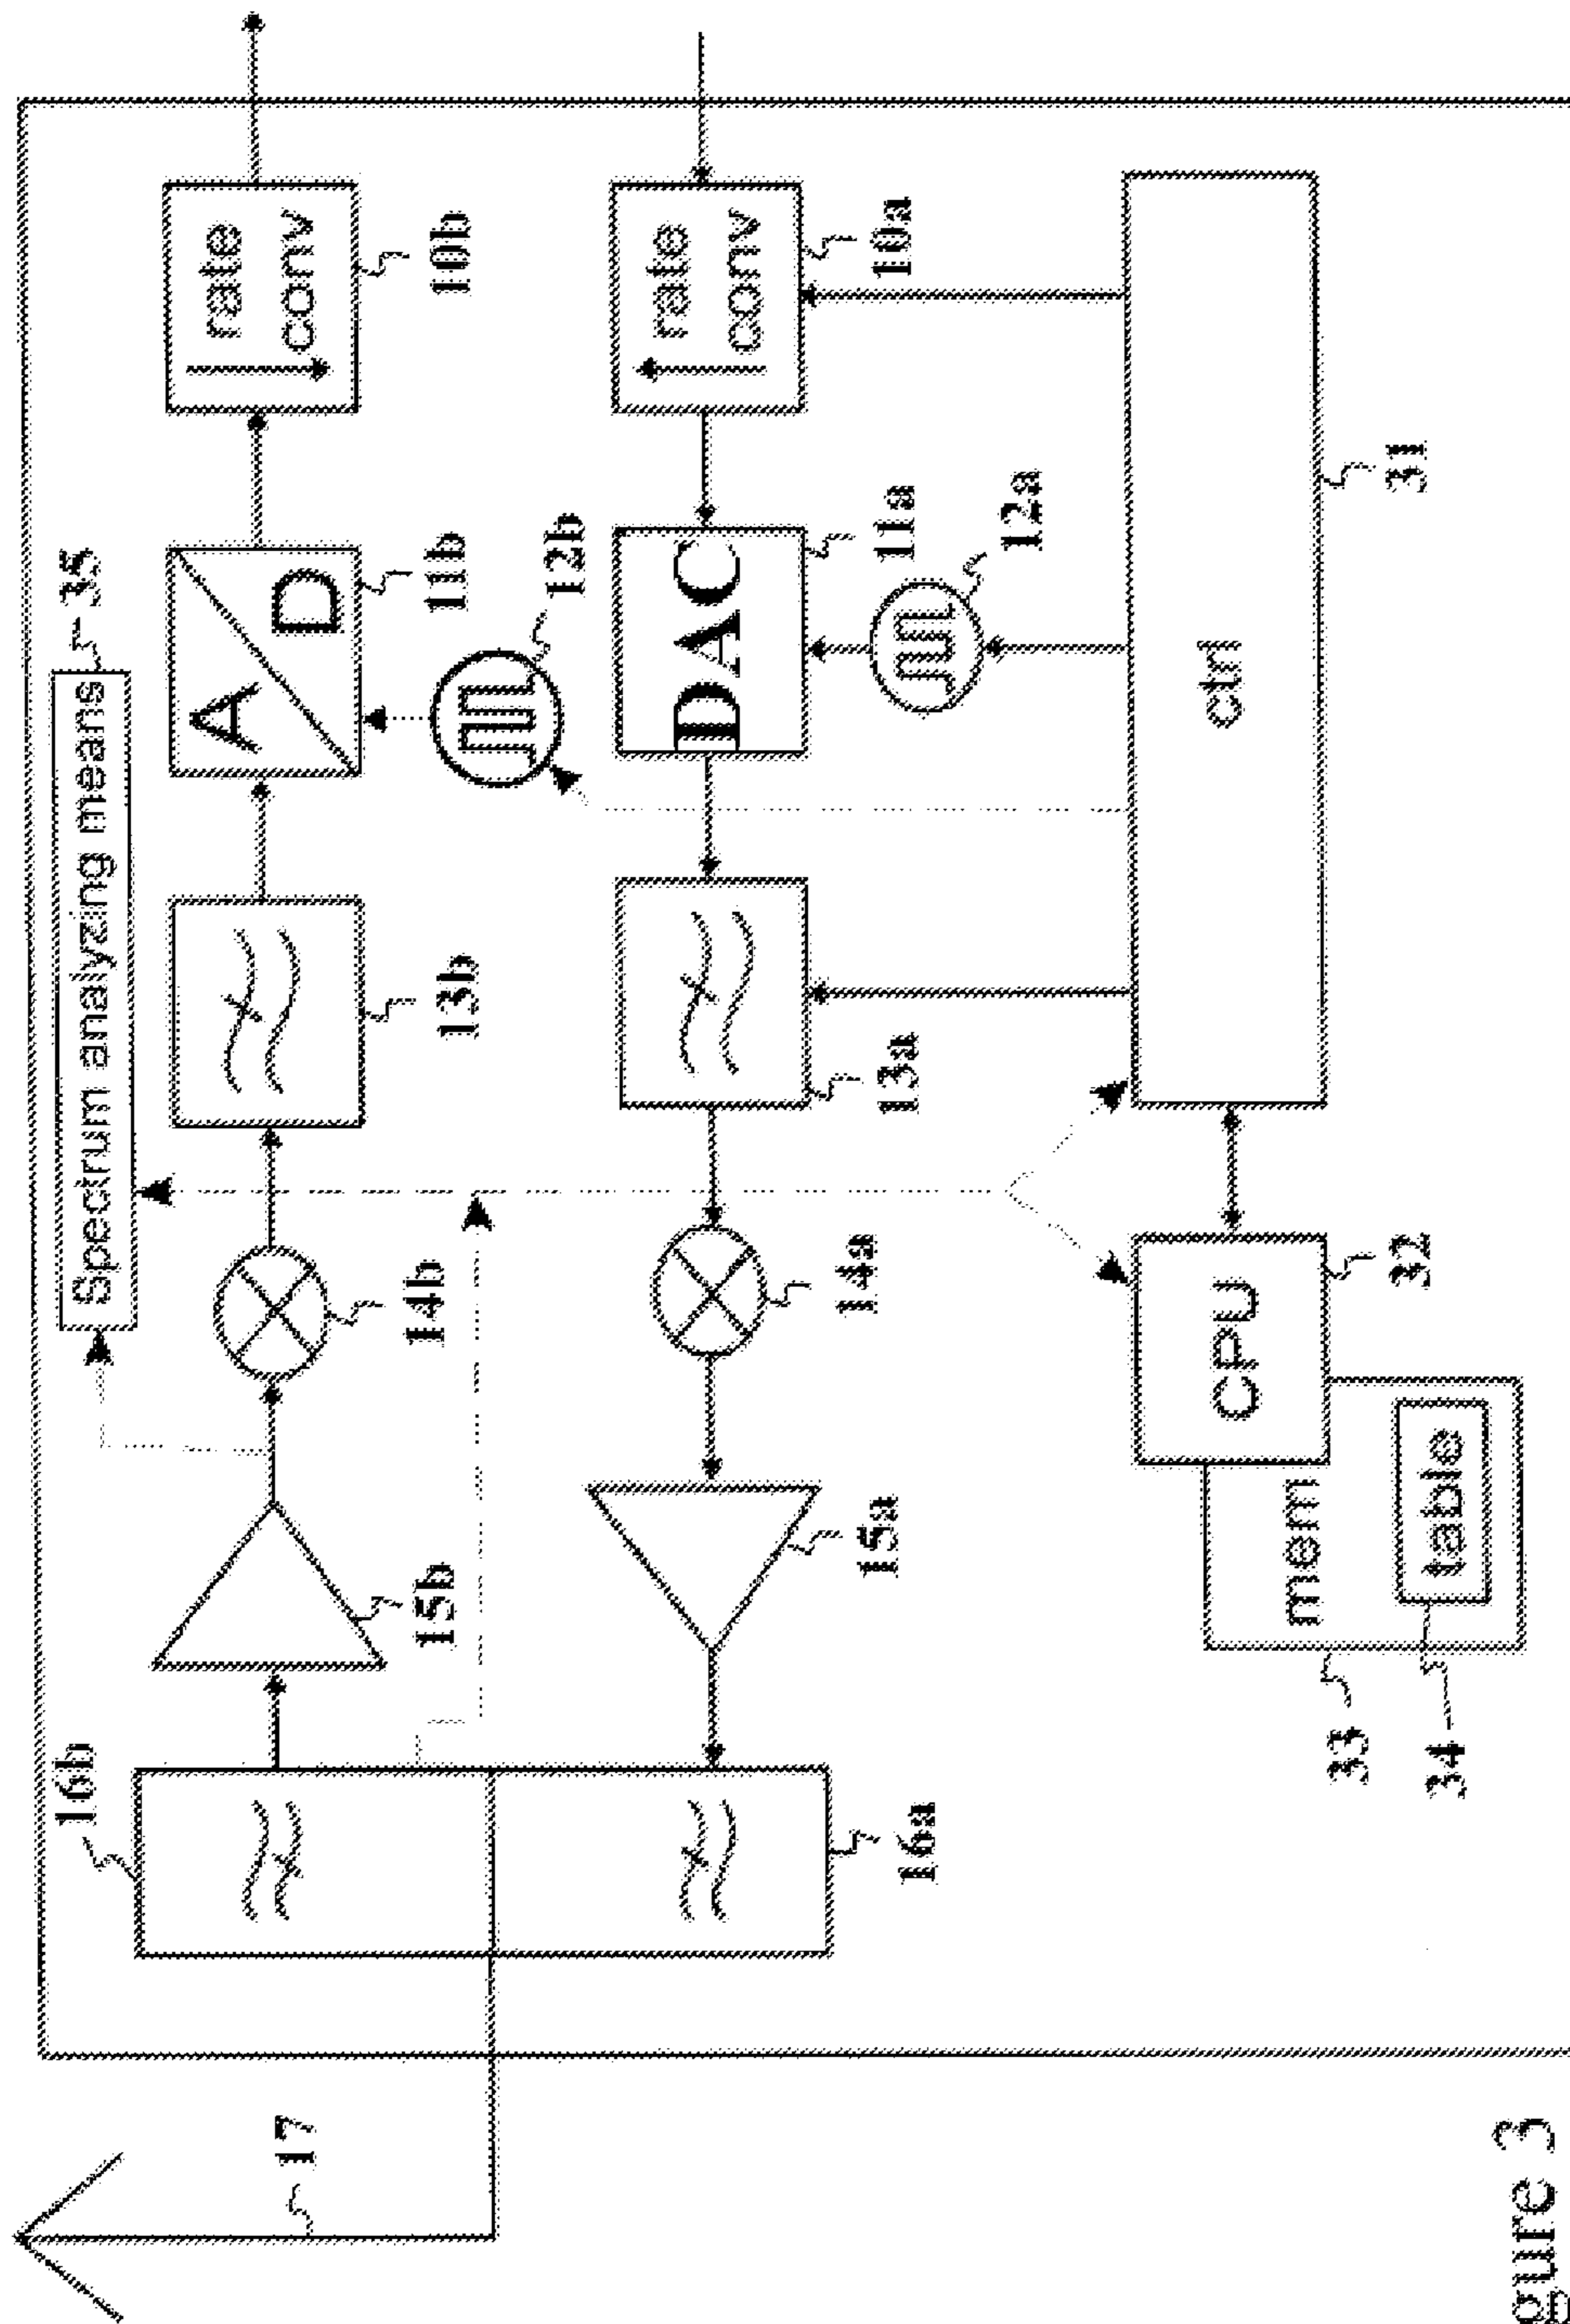 Spectrum analyzing means
35
16b
15b
14b
13b
A
D
11b
12b
rate
conv
10b
17
16a
15a
14a
13a
DAC
11a
12a
rate
conv
10a
CPU
32
mem
33
table
34
ctrl
31
gure 3